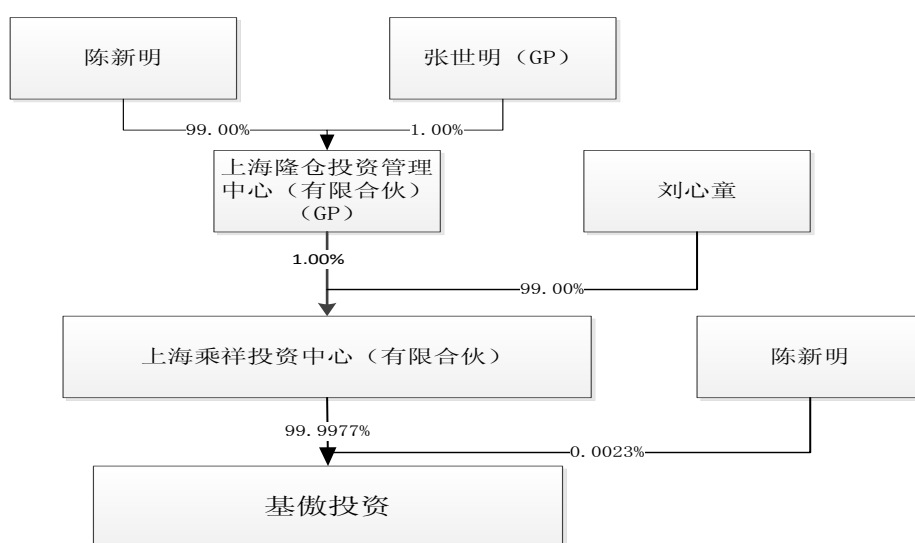 陈新明
张世明（GP）
99.00%
1.00%
上海隆仓投资管理
中心（有限合伙）
（GP）
刘心童
1.00%
99.00%
上海乘祥投资中心（有限合伙）
陈新明
99.9977%
0.0023%
基傲投资